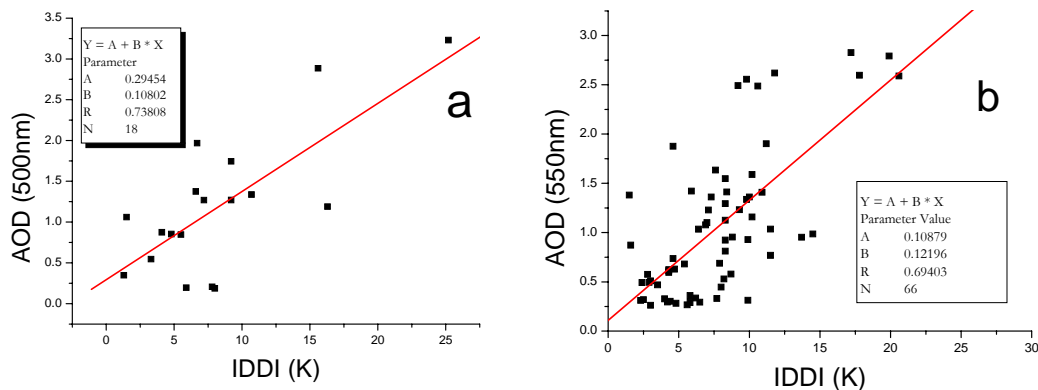 3.5
3.0
2.5
2.0
1.5
1.0
0.5
0.0
AOD (500nm)
Y = A + B * X
Parameter
A 0.29454
B 0.10802
R 0.73808
N 18
a
0 5 10 15 20 25
IDDI (K)
3.0
2.5
2.0
1.5
1.0
0.5
0.0
AOD (550nm)
b
Y = A + B * X
Parameter Value
A 0.10879
B 0.12196
R 0.69403
N 66
0 5 10 15 20 25 30
IDDI (K)